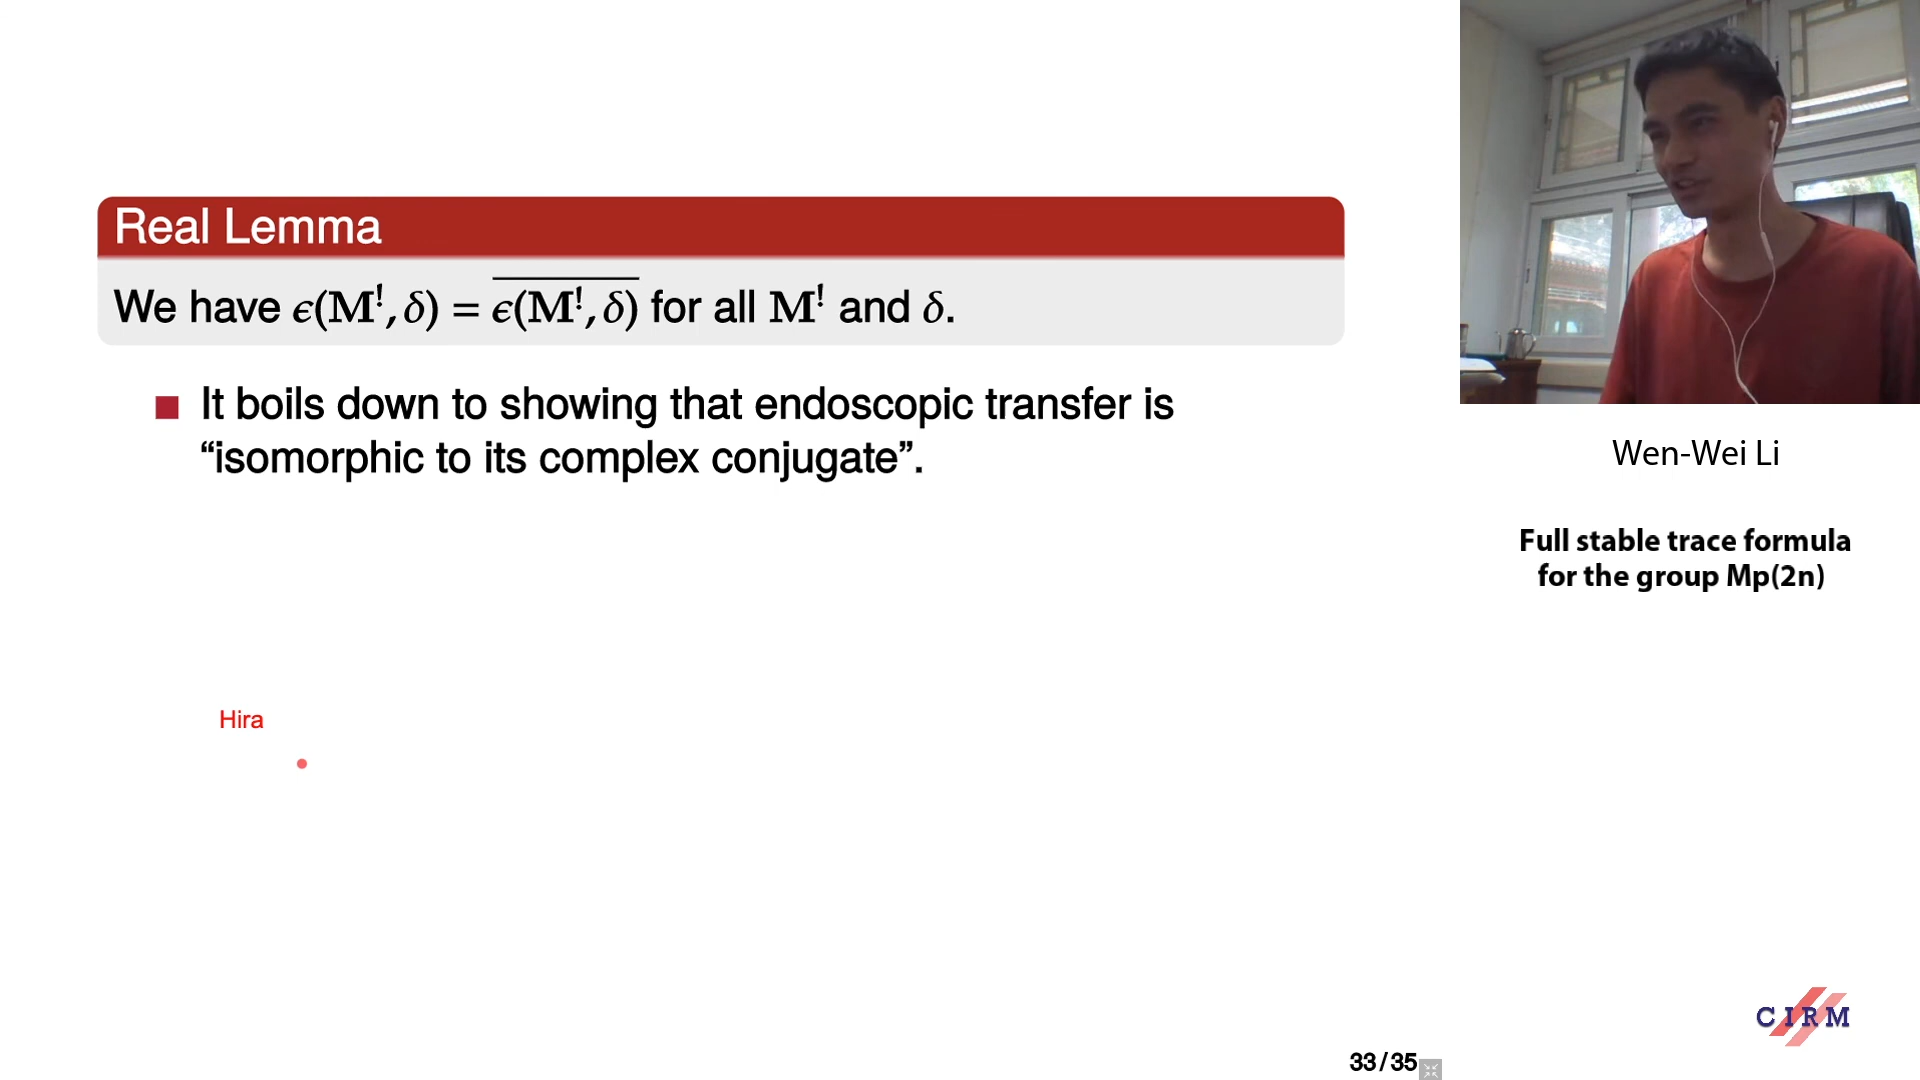 Real Lemma
We have ϵ(𝐌^!, δ) = \overline{ϵ(𝐌^!, δ)} for all 𝐌^! and δ.
It boils down to showing that endoscopic transfer is
“isomorphic to its complex conjugate”.
Hira
33/35
Wen-Wei Li
Full stable trace formula
for the group Mp(2n)
CIRM